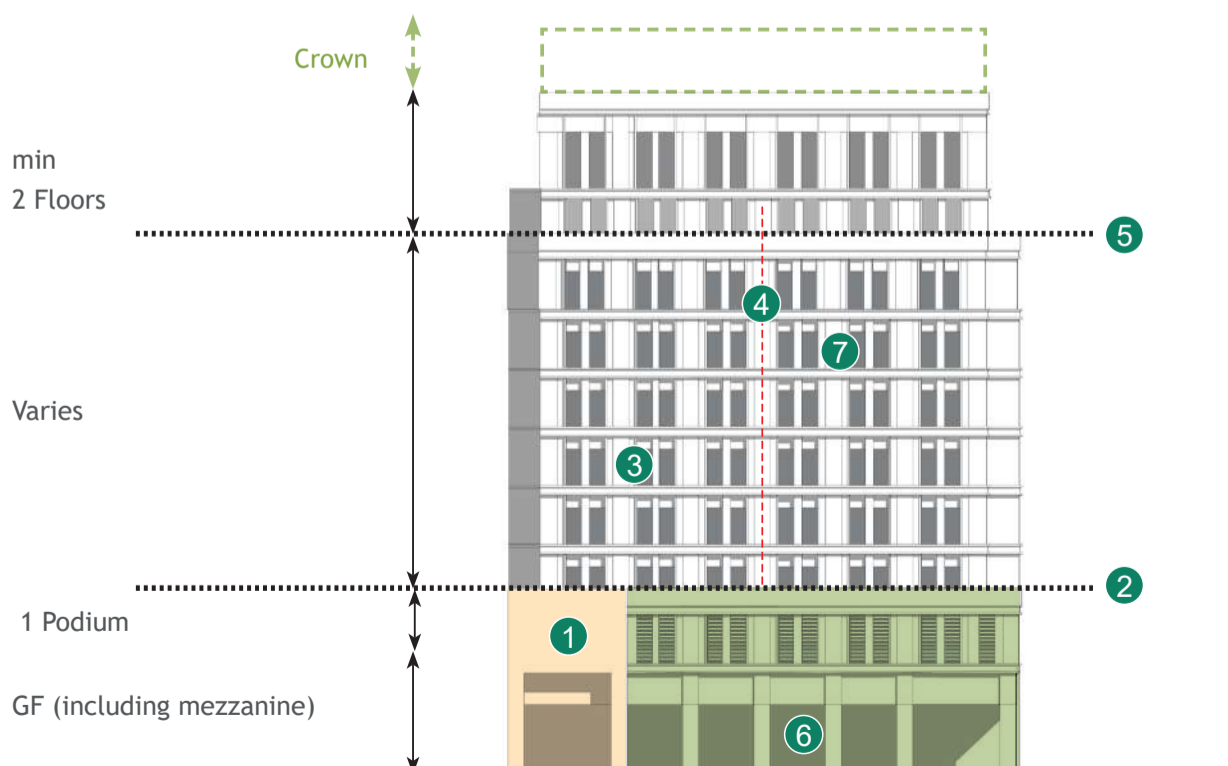 Crown
min
2 Floors
5
4
7
Varies
3
2
1 Podium
1
GF (including mezzanine)
6